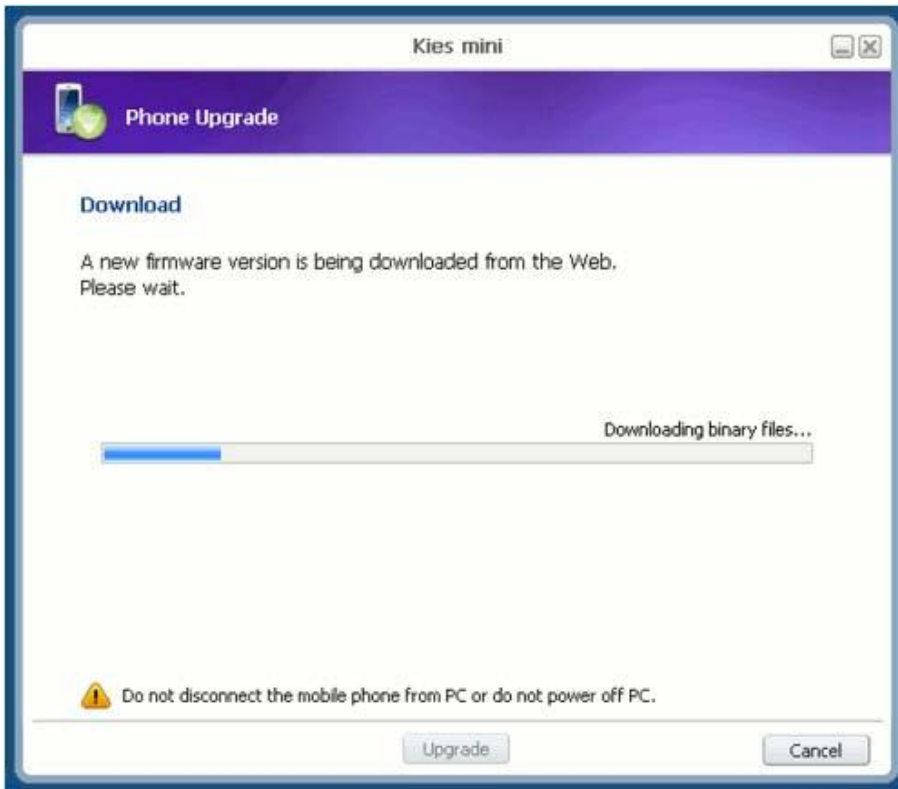 Kies mini
Phone Upgrade
Download
A new firmware version is being downloaded from the Web.
Please wait.
Downloading binary files...
Do not disconnect the mobile phone from PC or do not power off PC.
Upgrade
Cancel